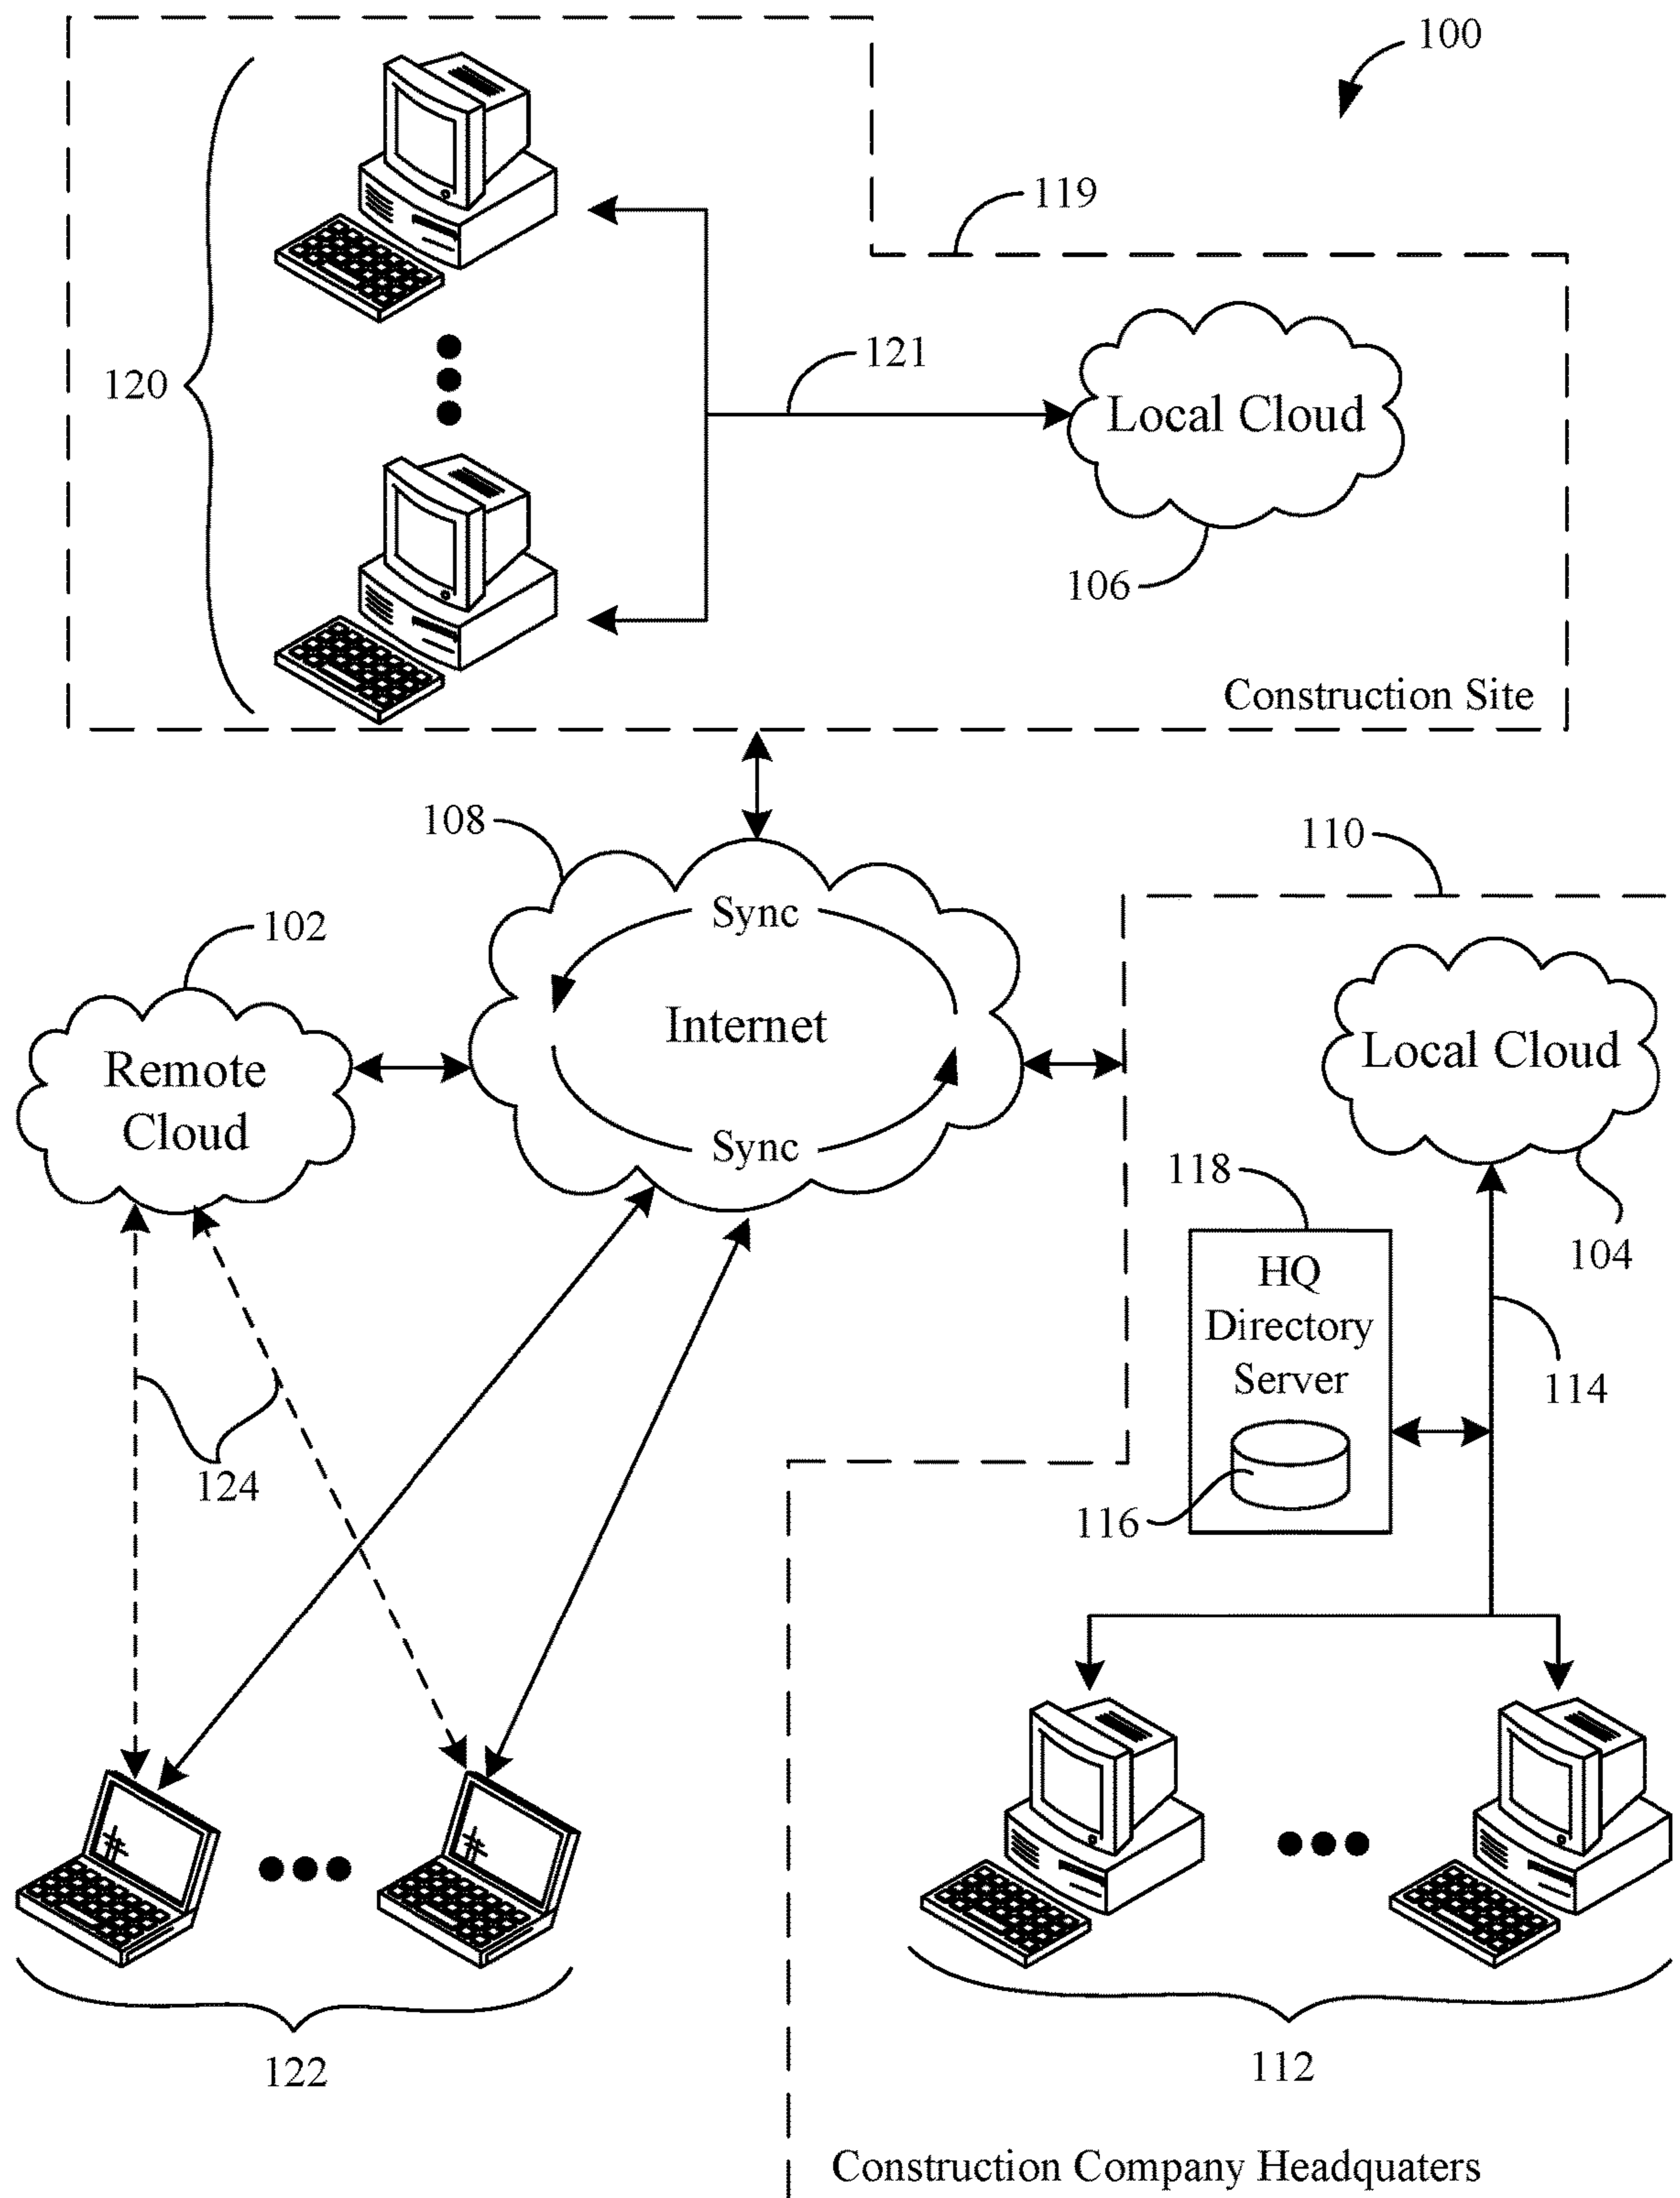 100
119
120
121
Local Cloud
106
Construction Site
108
110
Sync
102
Internet
Remote
Cloud
Local Cloud
Sync
118
104
HQ
Directory
Server
114
124
116
122
112
Construction Company Headquaters